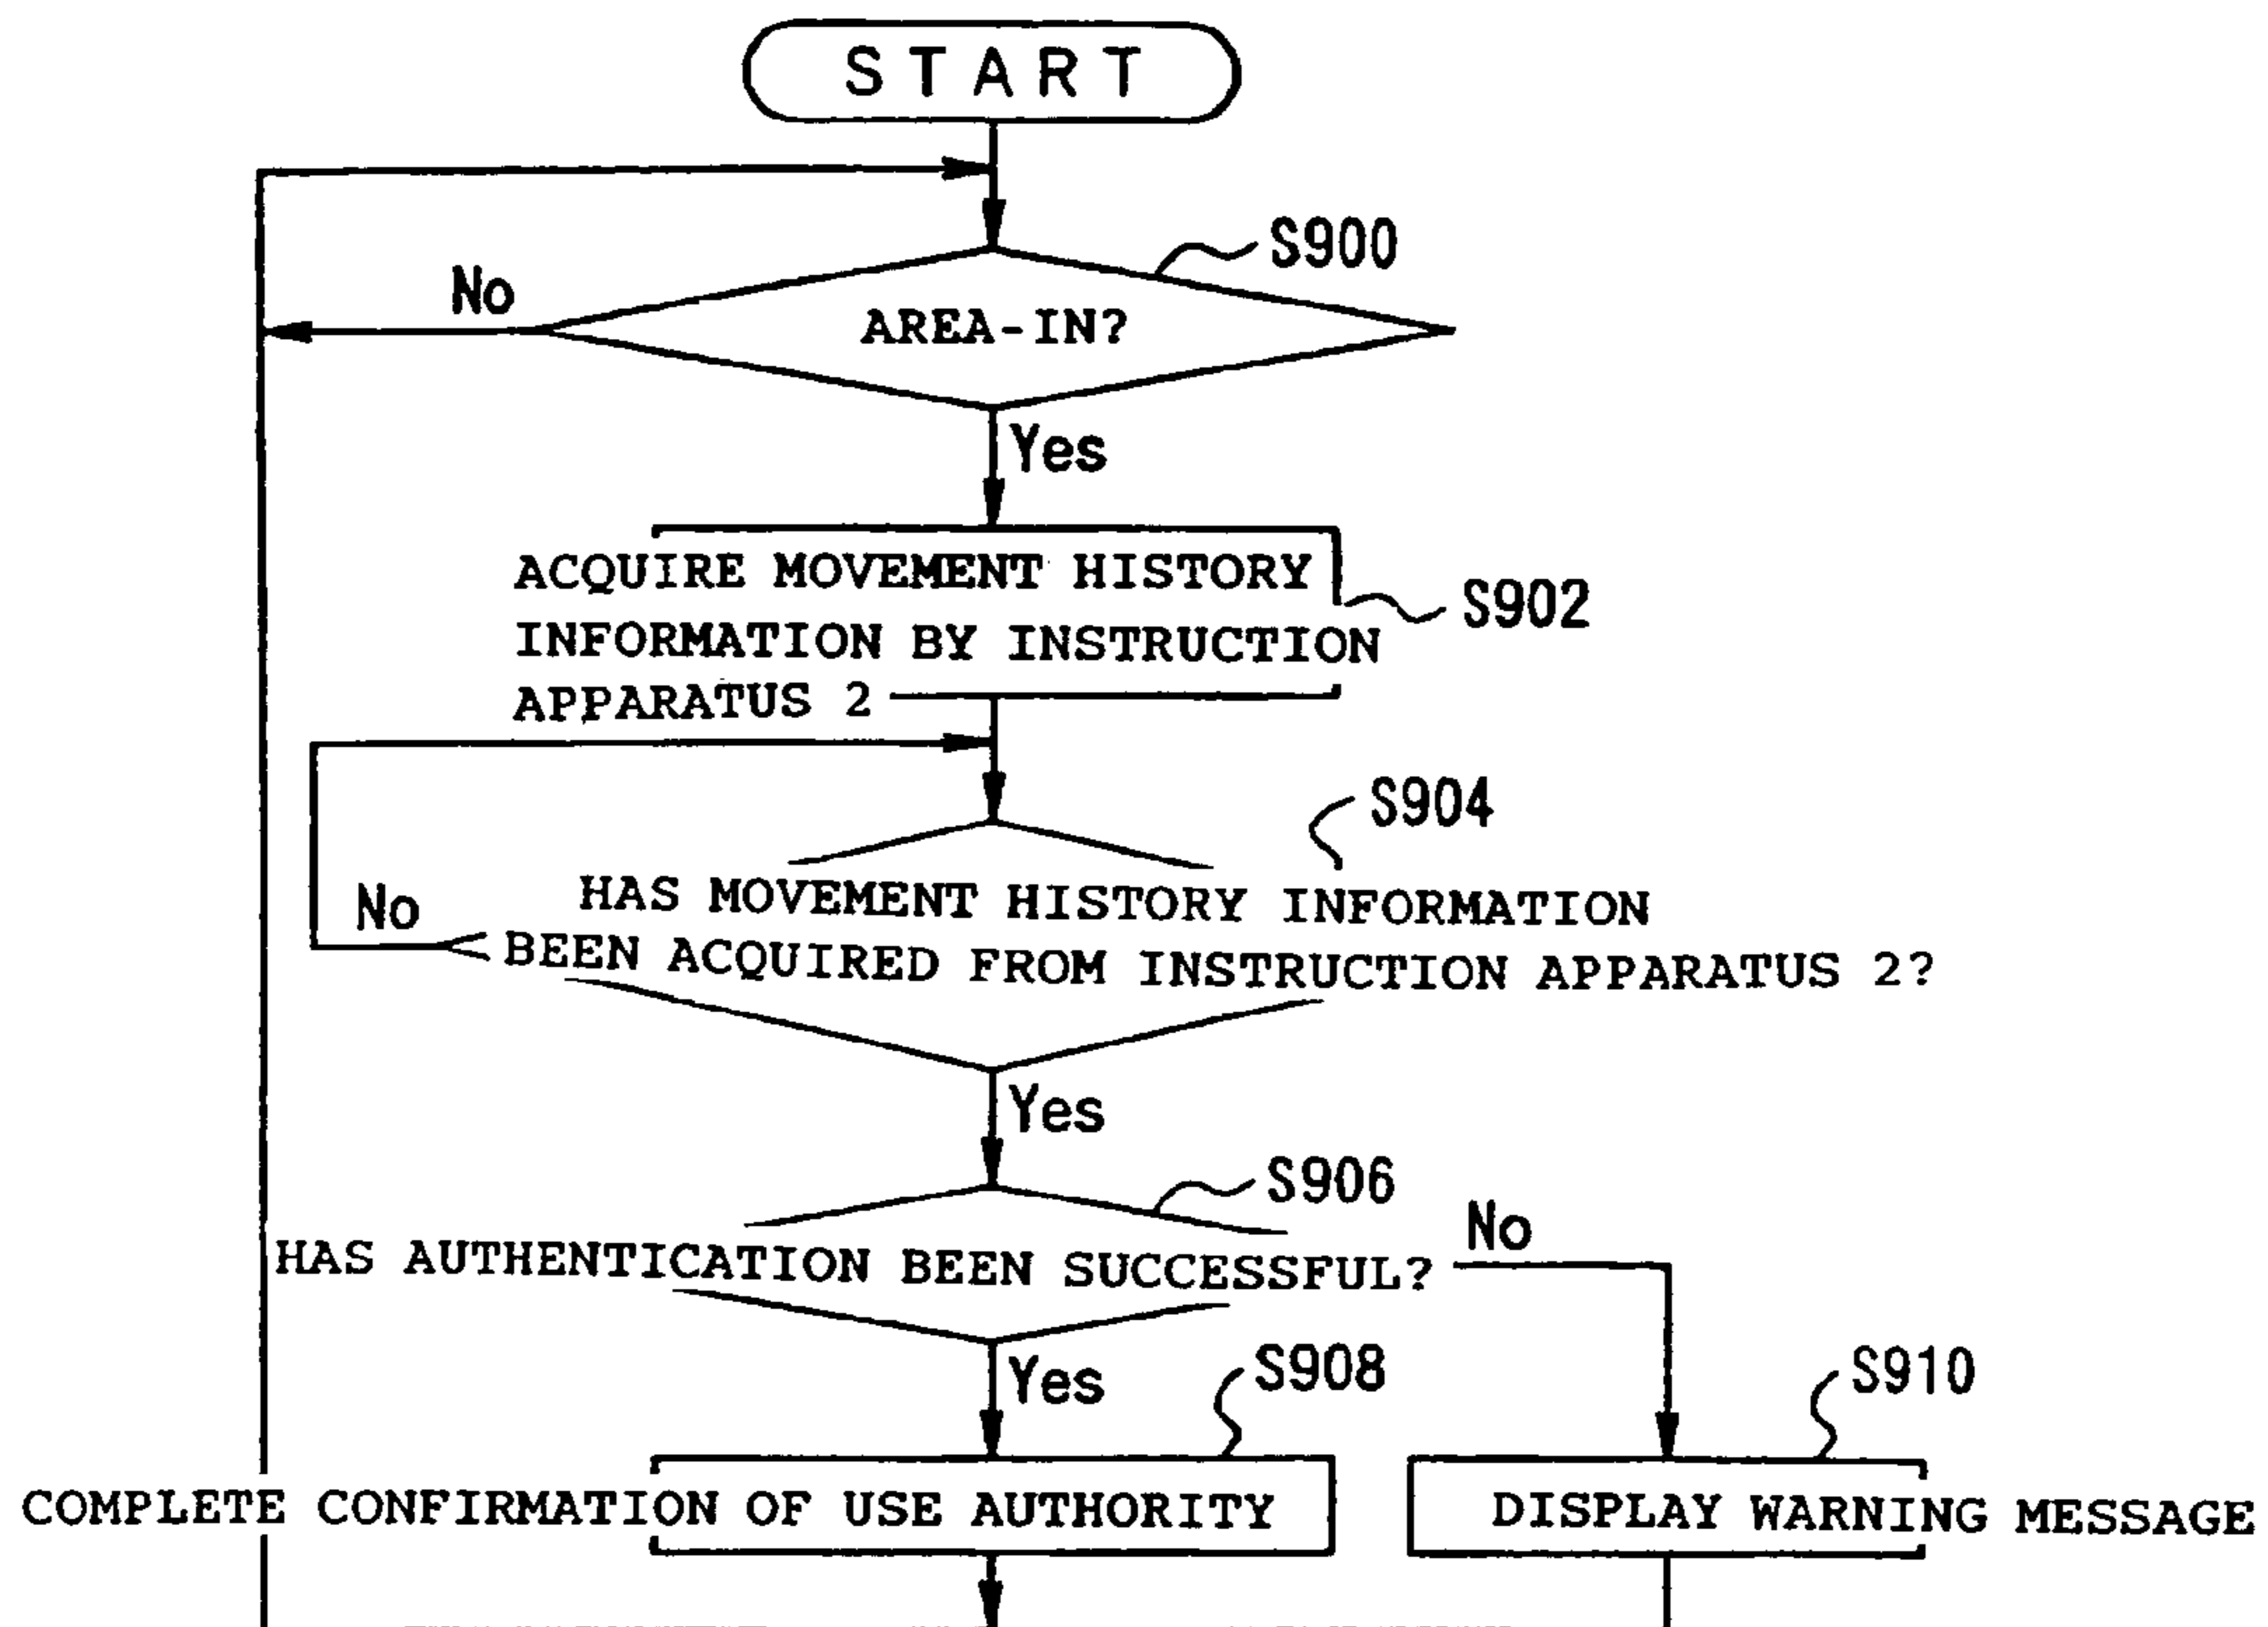 START
S900
No
AREA-IN?
Yes
ACQUIRE MOVEMENT HISTORY
INFORMATION BY INSTRUCTION
APPARATUS 2
S902
S904
HAS MOVEMENT HISTORY INFORMATION
BEEN ACQUIRED FROM INSTRUCTION APPARATUS 2?
No
Yes
S906
No
HAS AUTHENTICATION BEEN SUCCESSFUL?
Yes
S908
S910
COMPLETE CONFIRMATION OF USE AUTHORITY
DISPLAY WARNING MESSAGE